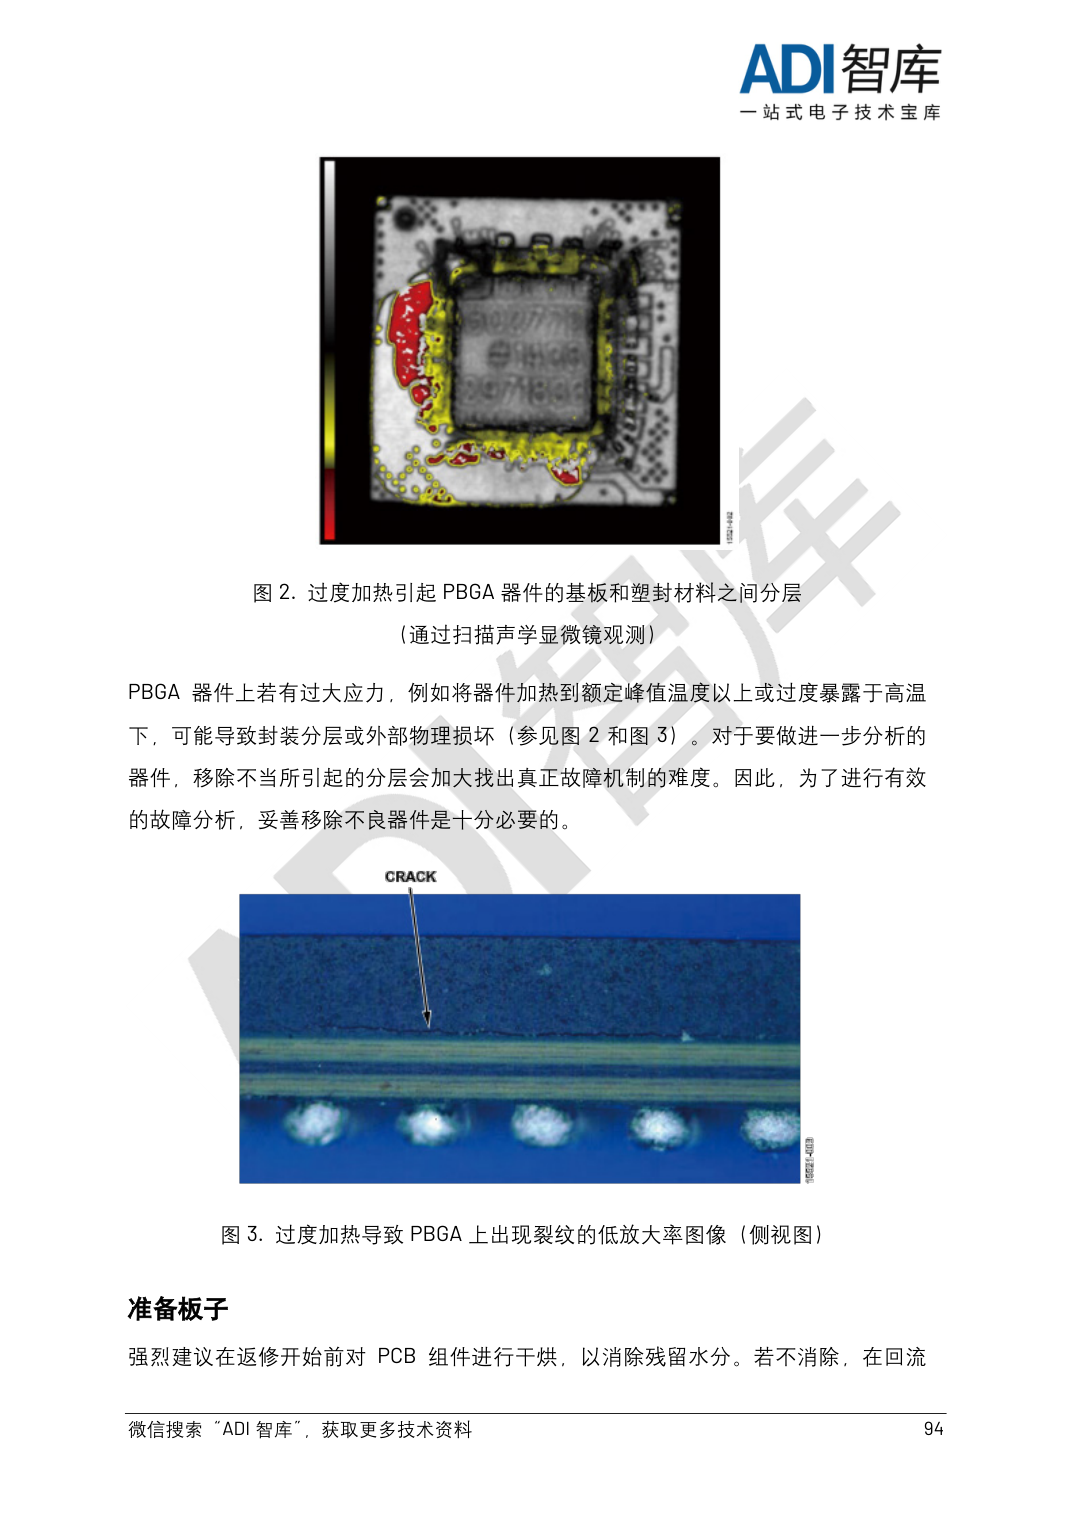 ADI智库
一站式电子技术宝库
15521-002
图 2. 过度加热引起 PBGA 器件的基板和塑封材料之间分层
（通过扫描声学显微镜观测）
PBGA 器件上若有过大应力，例如将器件加热到额定峰值温度以上或过度暴露于高温
下，可能导致封装分层或外部物理损坏（参见图 2 和图 3）。对于要做进一步分析的
器件，移除不当所引起的分层会加大找出真正故障机制的难度。因此，为了进行有效
的故障分析，妥善移除不良器件是十分必要的。
CRACK
15521-003
图 3. 过度加热导致 PBGA 上出现裂纹的低放大率图像（侧视图）
准备板子
强烈建议在返修开始前对 PCB 组件进行干烘，以消除残留水分。若不消除，在回流
微信搜索“ADI 智库”，获取更多技术资料 94